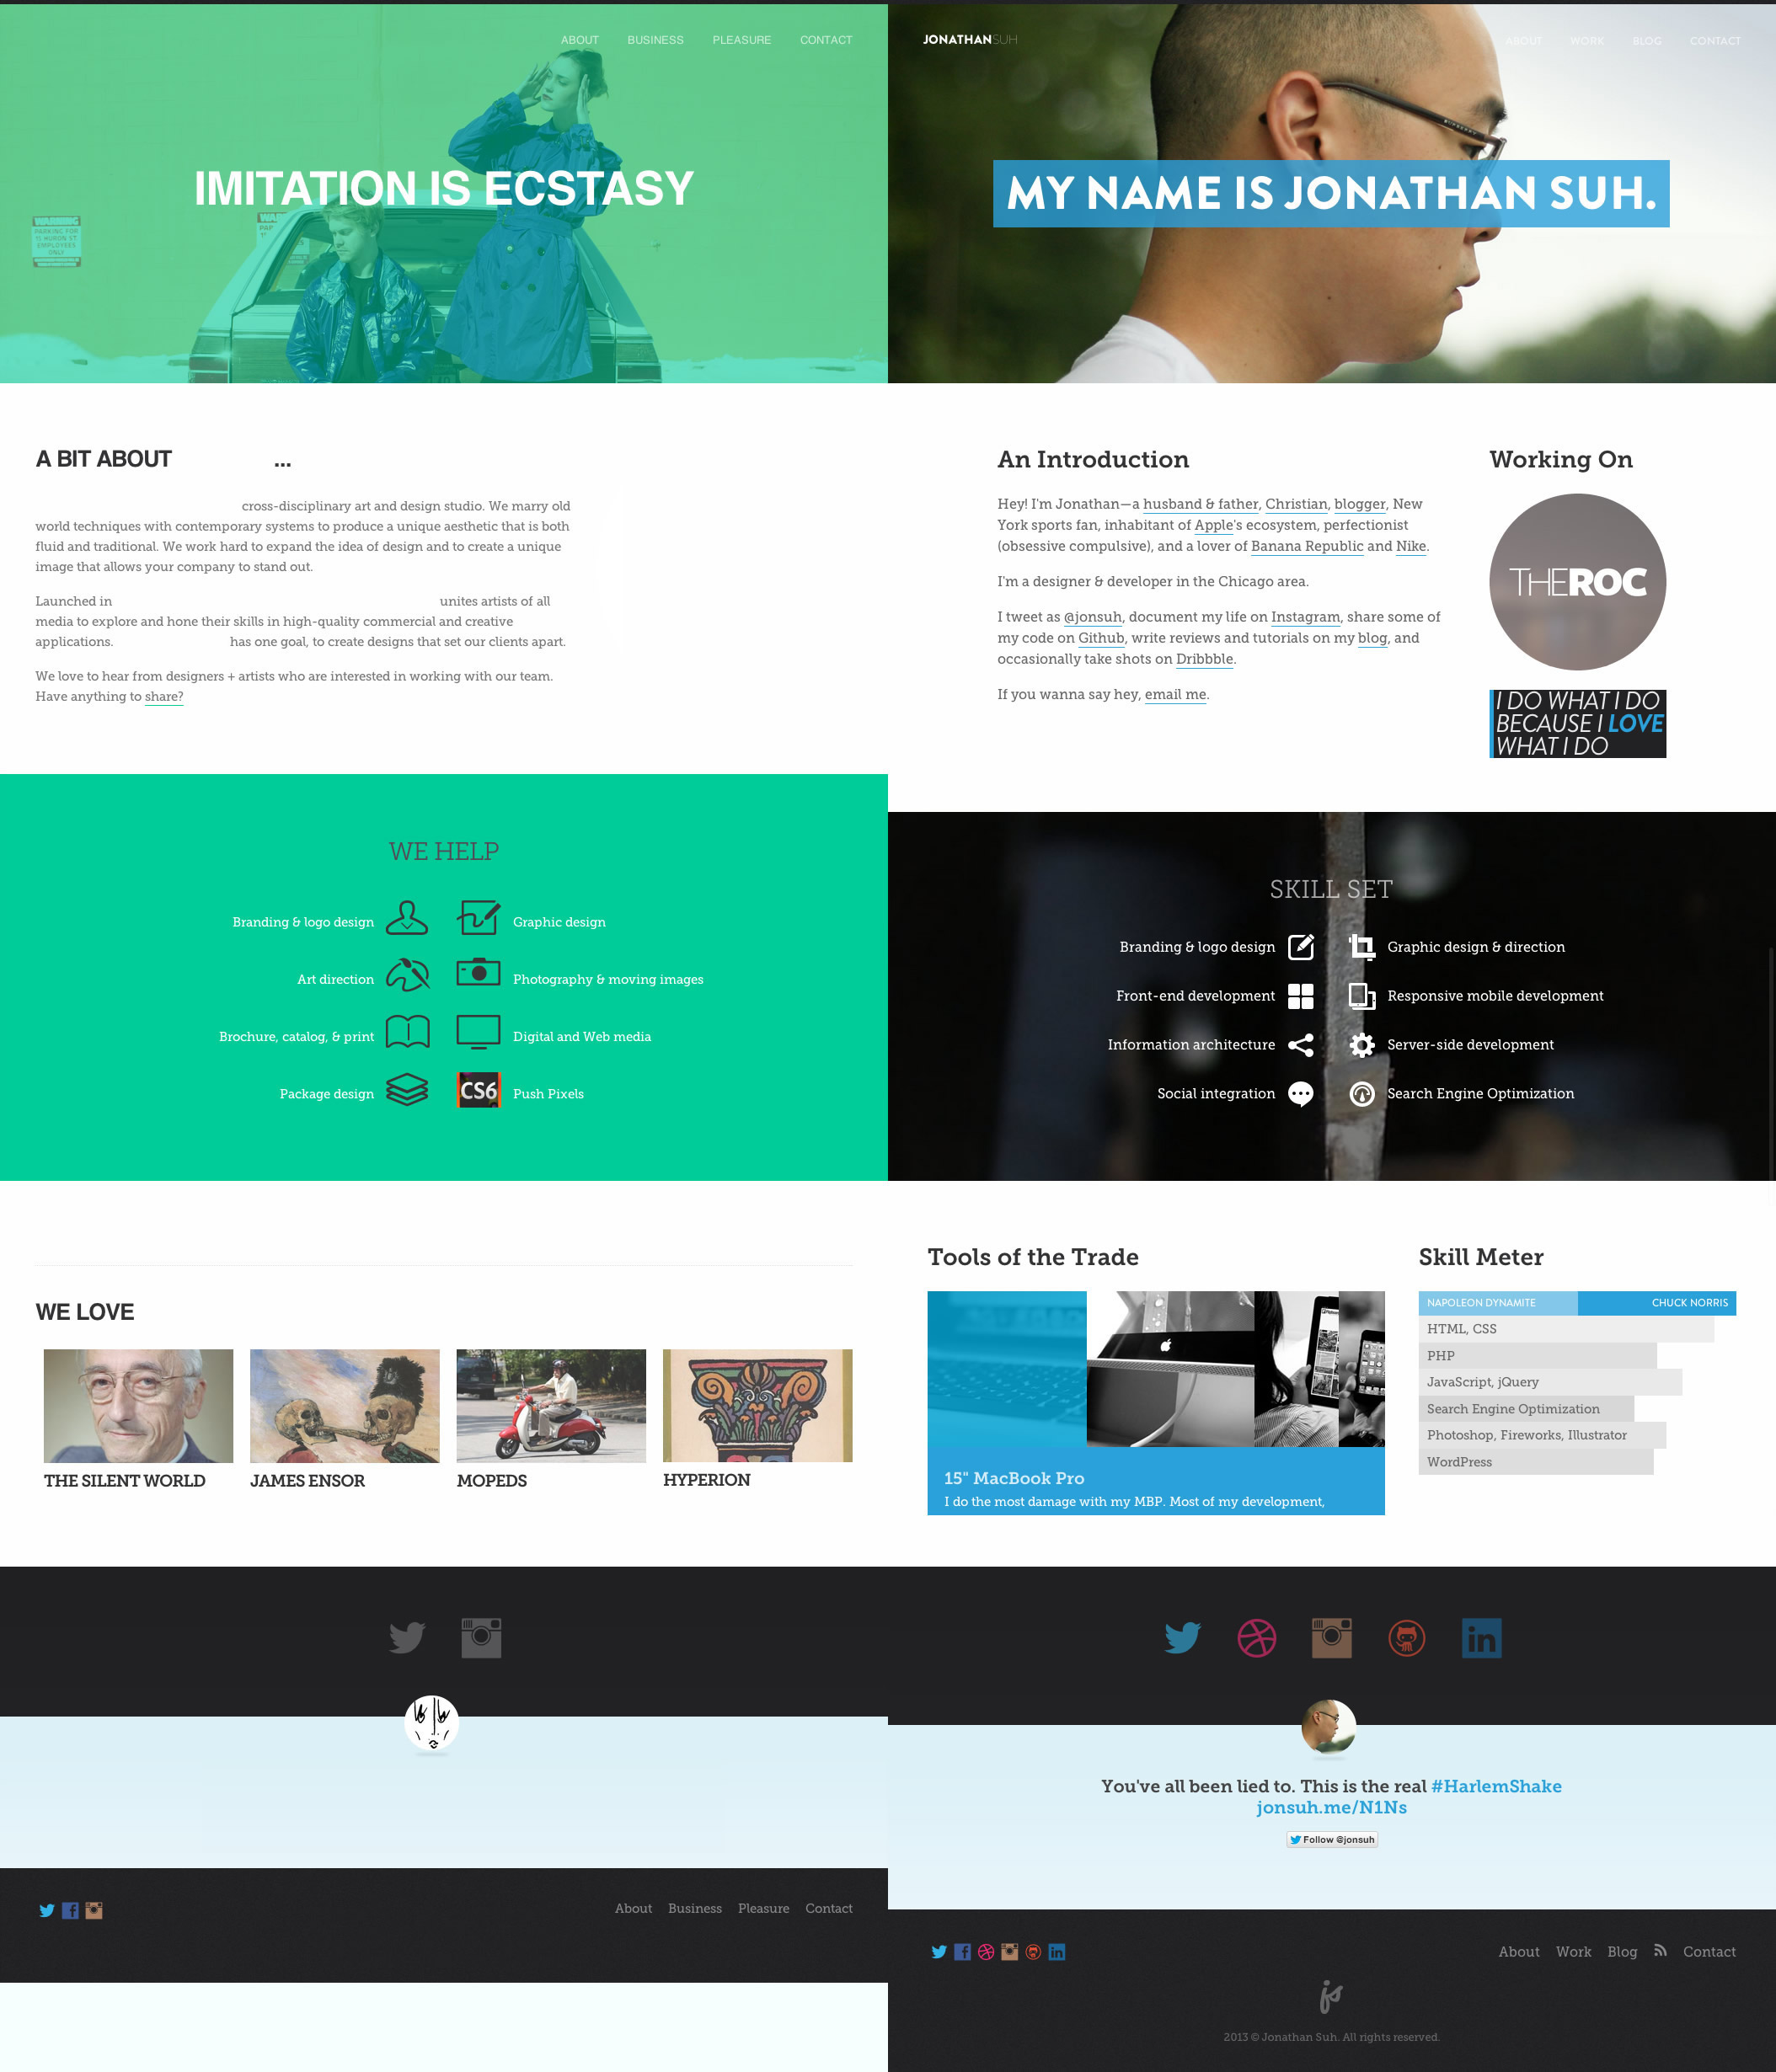 ABOUT BUSINESS PLEASURE CONTACT
IMITATION IS ECSTASY
WARNING
PARKING FOR
EMPLOYEES
ONLY
A BIT ABOUT ...
cross-disciplinary art and design studio. We marry old
world techniques with contemporary systems to produce a unique aesthetic that is both
fluid and traditional. We work hard to expand the idea of design and to create a unique
image that allows your company to stand out.
Launched in unites artists of all
media to explore and hone their skills in high-quality commercial and creative
applications. has one goal, to create designs that set our clients apart.
We love to hear from designers + artists who are interested in working with our team.
Have anything to share?
WE HELP
Branding & logo design Graphic design
Art direction Photography & moving images
Brochure, catalog, & print Digital and Web media
Package design CS6 Push Pixels
WE LOVE
THE SILENT WORLD JAMES ENSOR MOPEDS HYPERION
About Business Pleasure Contact
JONATHANSUH ABOUT WORK BLOG CONTACT
BURBERRY
MY NAME IS JONATHAN SUH.
An Introduction
Hey! I'm Jonathan—a husband & father, Christian, blogger, New
York sports fan, inhabitant of Apple's ecosystem, perfectionist
(obsessive compulsive), and a lover of Banana Republic and Nike.
I'm a designer & developer in the Chicago area.
I tweet as @jonsuh, document my life on Instagram, share some of
my code on Github, write reviews and tutorials on my blog, and
occasionally take shots on Dribbble.
If you wanna say hey, email me.
Working On
THEROC
I DO WHAT I DO
BECAUSE I LOVE
WHAT I DO
SKILL SET
Branding & logo design Graphic design & direction
Front-end development Responsive mobile development
Information architecture Server-side development
Social integration Search Engine Optimization
Tools of the Trade
15" MacBook Pro
I do the most damage with my MBP. Most of my development,
Skill Meter
NAPOLEON DYNAMITE CHUCK NORRIS
HTML, CSS
PHP
JavaScript, jQuery
Search Engine Optimization
Photoshop, Fireworks, Illustrator
WordPress
in
You've all been lied to. This is the real #HarlemShake
jonsuh.me/N1Ns
Follow @jonsuh
About Work Blog Contact
js
2013 © Jonathan Suh. All rights reserved.